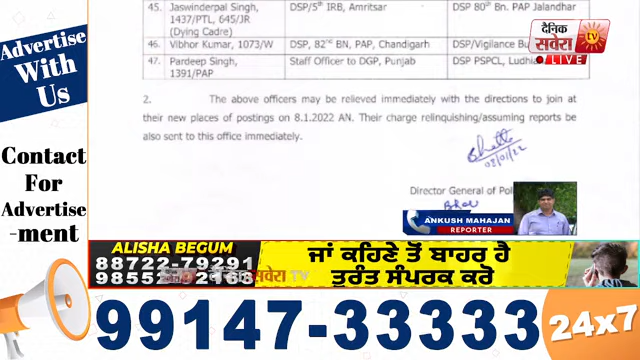 Advertise
With
Us
Contact
For
Advertise
-ment
45. Jaswinderpal Singh, 1437/PTL, 645/JR (Dying Cadre) DSP/5th IRB, Amritsar DSP 80th Bn. PAP Jalandhar
46. Vibhor Kumar, 1073/W DSP, 82nd BN, PAP, Chandigarh DSP/Vigilance
47. Pardeep Singh, 1391/PAP Staff Officer to DGP, Punjab DSP PSPCL,
दैनिक
सवेरा
TV
LIVE
2. The above officers may be relieved immediately with the directions to join at
their new places of postings on 8.1.2022 AN. Their charge relinquishing/assuming reports be
also sent to this office immediately.
Director General of
ANKUSH MAHAJAN
REPORTER
ALISHA BEGUM
88722-79291
ਜਾਂ ਕਹਿਣੇ ਤੋਂ ਬਾਹਰ ਹੈ
ਤੁਰੰਤ ਸੰਪਰਕ ਕਰੋ
99147-33333
24x7